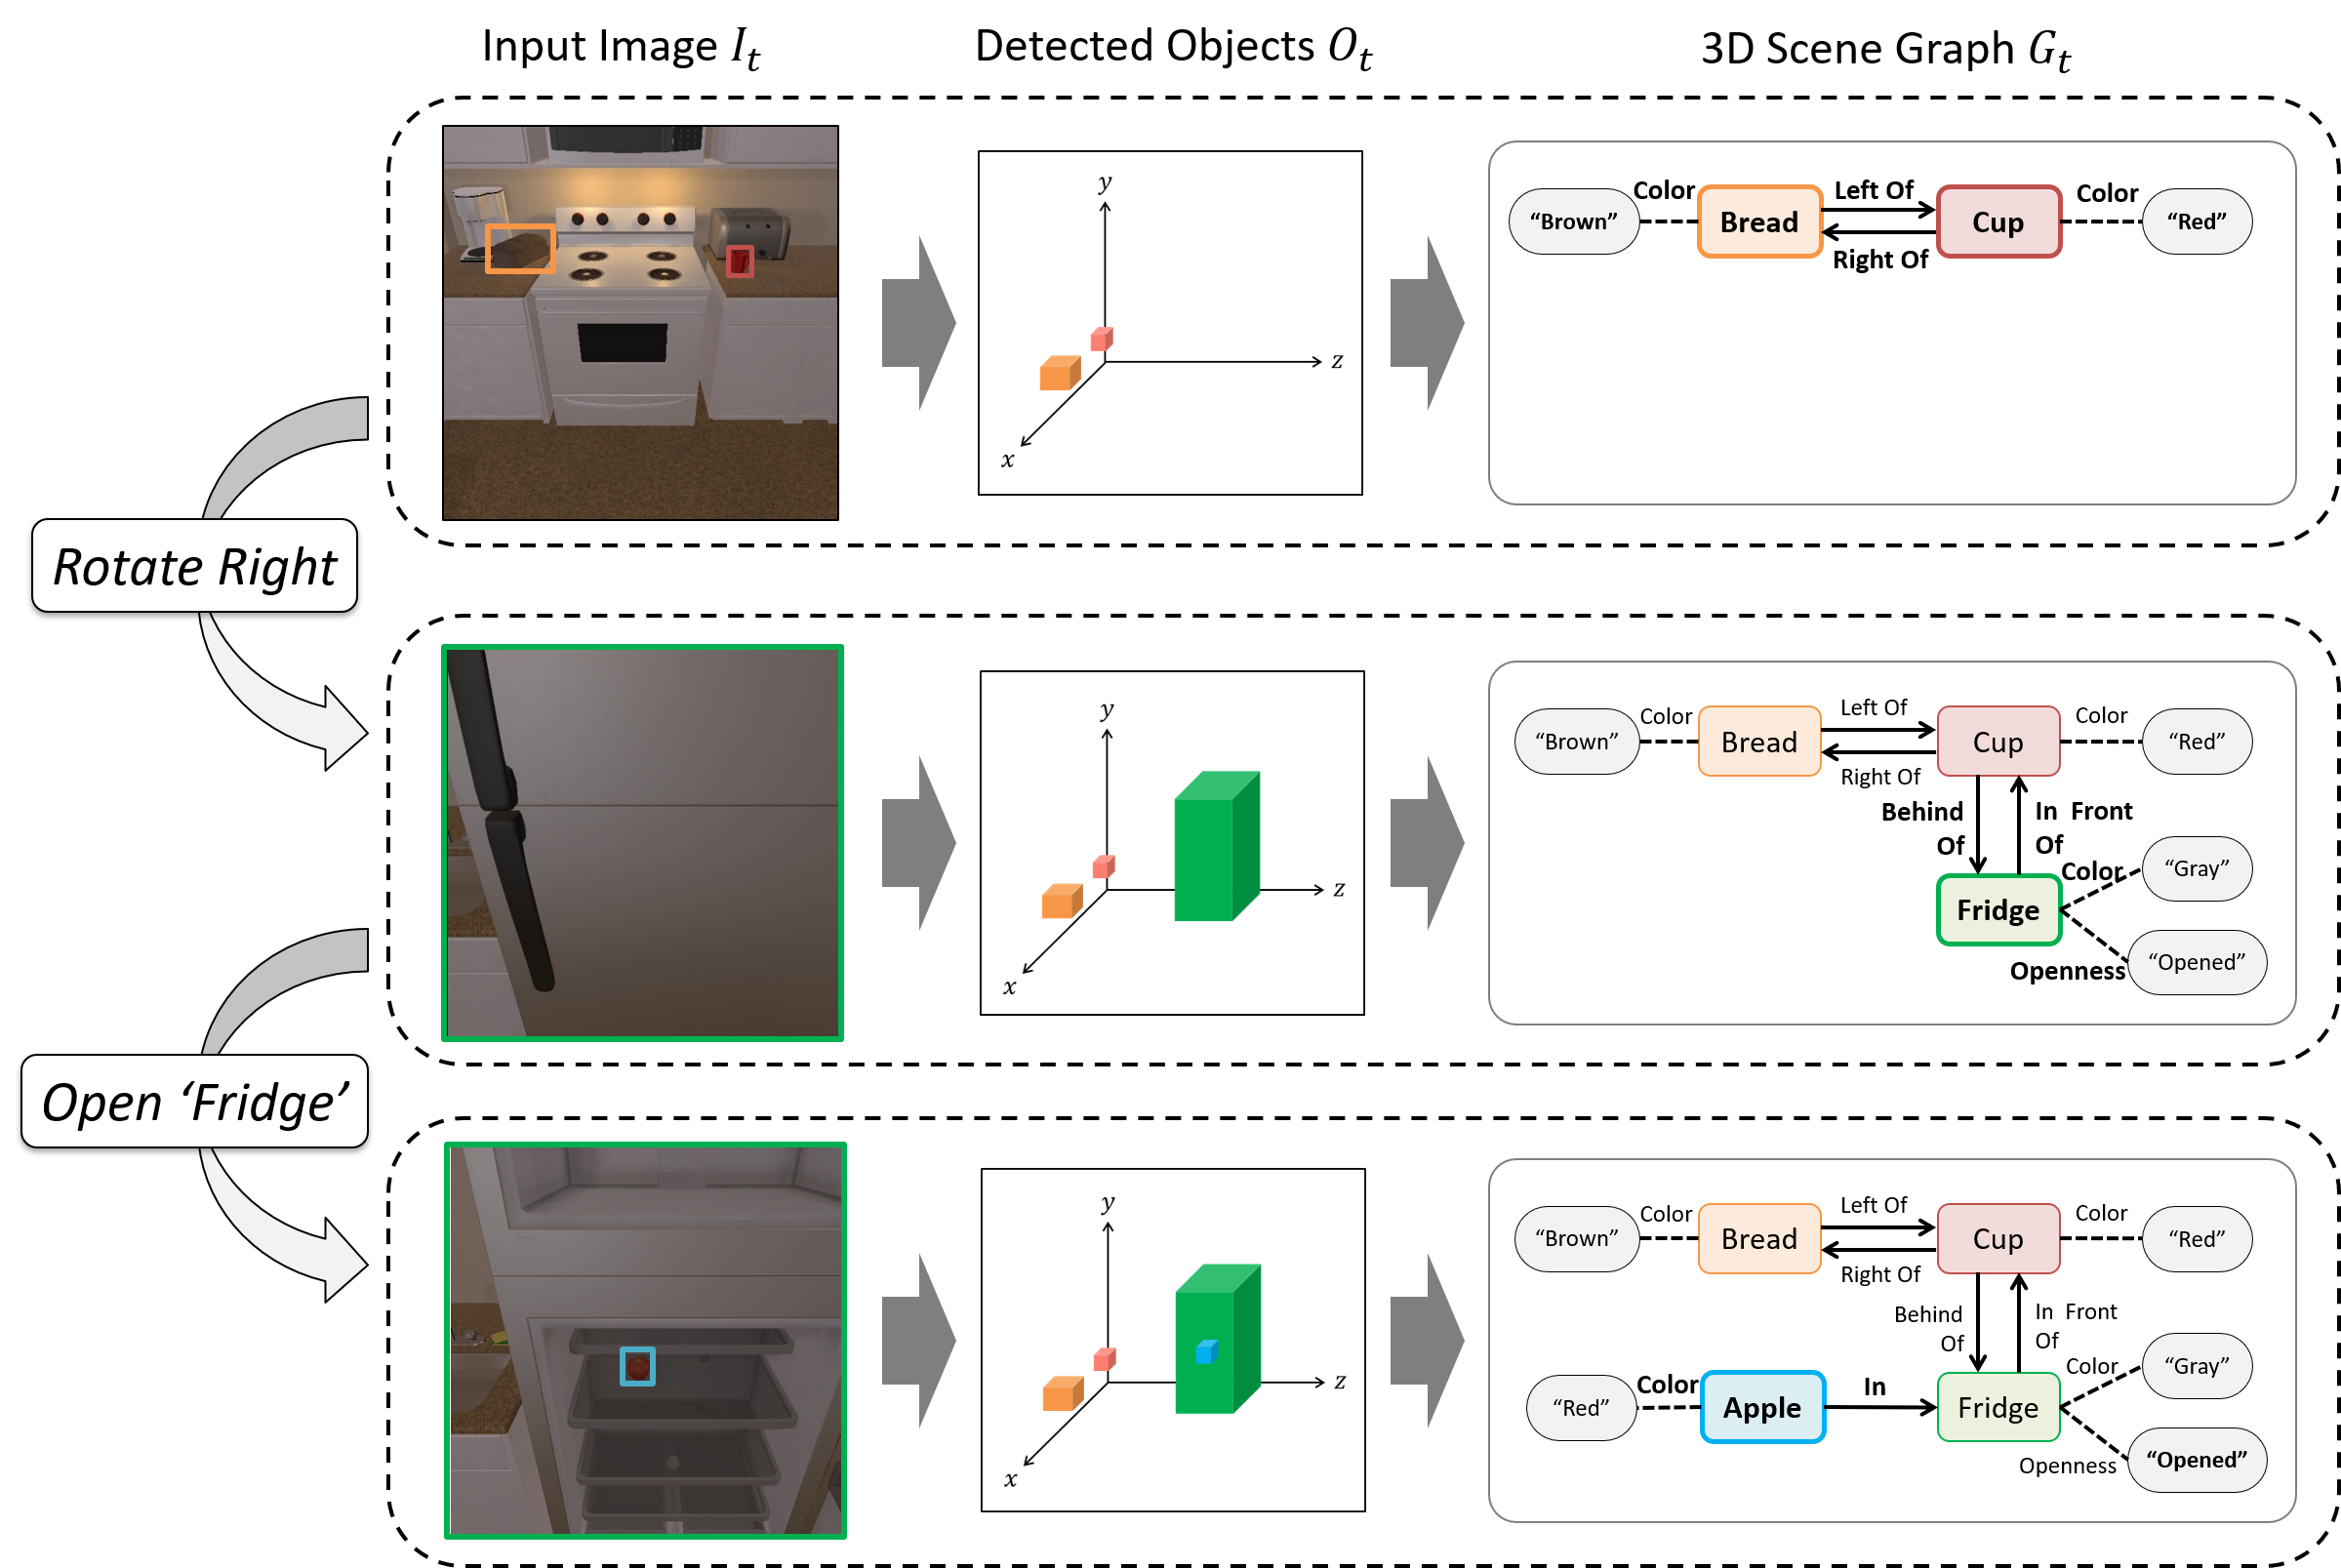 Input Image I_t
Detected Objects O_t
3D Scene Graph G_t
y
z
x
“Brown”
Color
Bread
Left Of
Right Of
Cup
Color
“Red”
Rotate Right
y
z
x
“Brown”
Color
Bread
Left Of
Right Of
Cup
Color
“Red”
Behind
Of
In Front
Of
Color
“Gray”
Fridge
Openness
“Opened”
Open ‘Fridge’
y
z
x
“Brown”
Color
Bread
Left Of
Right Of
Cup
Color
“Red”
Behind
Of
In Front
Of
Color
“Gray”
“Red”
Color
Apple
In
Fridge
Openness
“Opened”